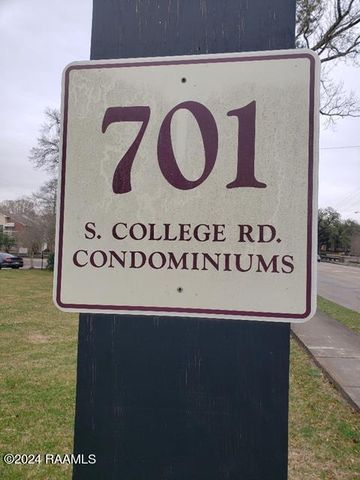 701
S. COLLEGE RD.
CONDOMINIUMS
©2024 RAAMLS